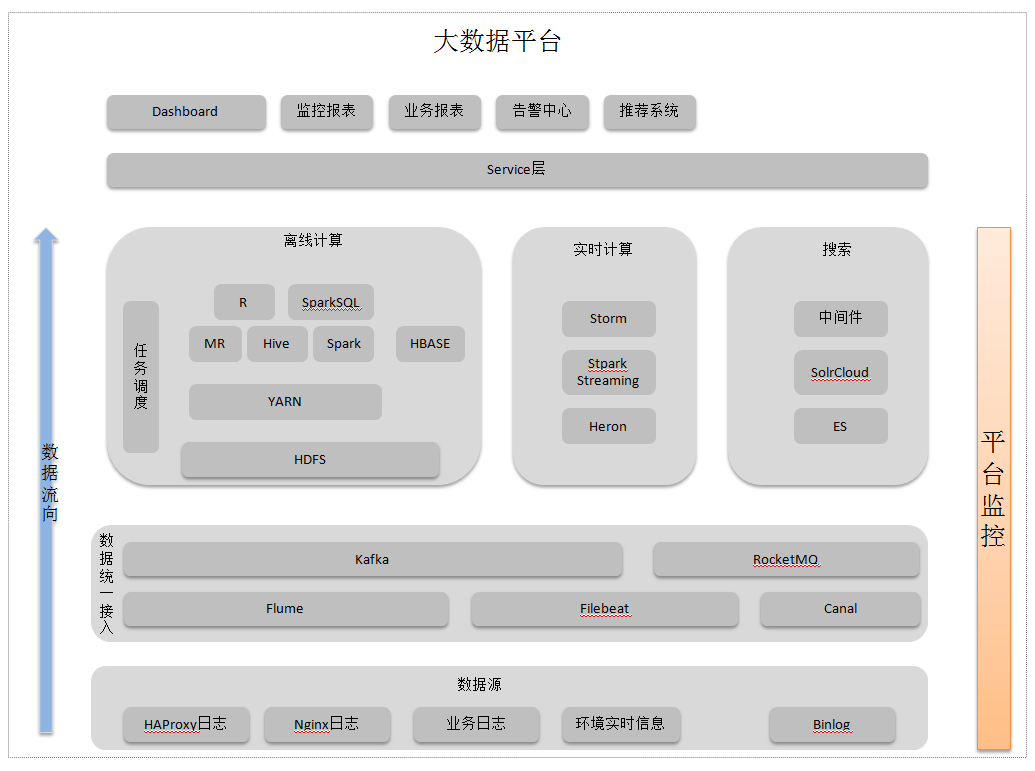 大数据平台
Dashboard
监控报表
业务报表
告警中心
推荐系统
Service层
离线计算
R
SparkSQL
MR
Hive
Spark
HBASE
任务调度
YARN
HDFS
实时计算
Storm
Stpark
Streaming
Heron
搜索
中间件
SolrCloud
ES
数据流向
平台监控
数据统一接入
Kafka
RocketMQ
Flume
Filebeat
Canal
数据源
HAProxy日志
Nginx日志
业务日志
环境实时信息
Binlog